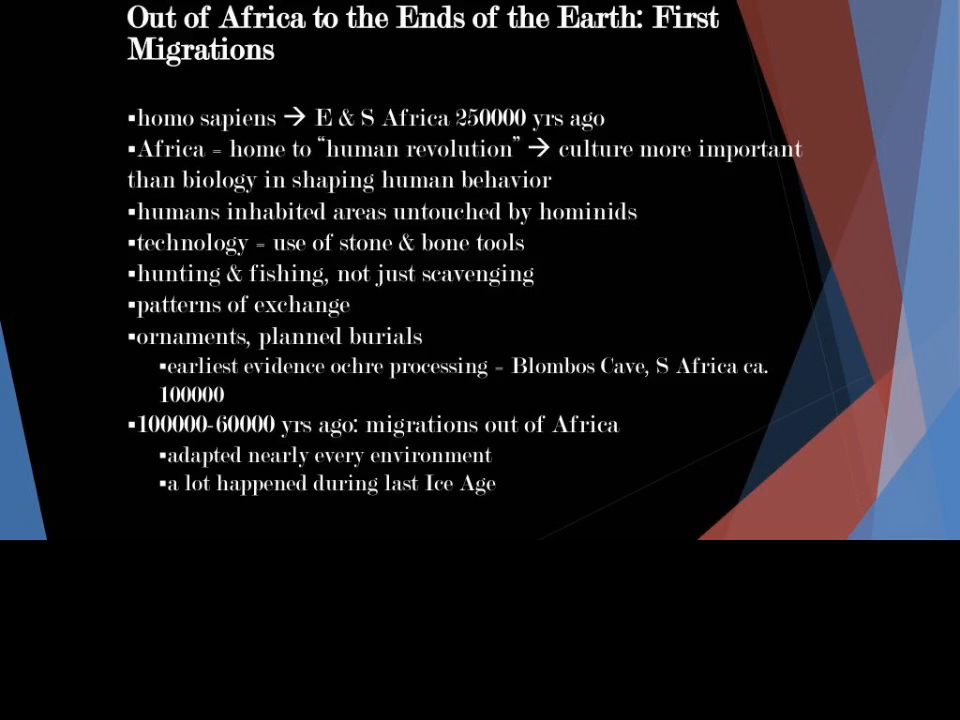 Out of Africa to the Ends of the Earth: First
Migrations
▪homo sapiens → E & S Africa 250000 yrs ago
▪Africa = home to “human revolution” → culture more important
than biology in shaping human behavior
▪humans inhabited areas untouched by hominids
▪technology = use of stone & bone tools
▪hunting & fishing, not just scavenging
▪patterns of exchange
▪ornaments, planned burials
▪earliest evidence ochre processing = Blombos Cave, S Africa ca.
100000
▪100000-60000 yrs ago: migrations out of Africa
▪adapted nearly every environment
▪a lot happened during last Ice Age